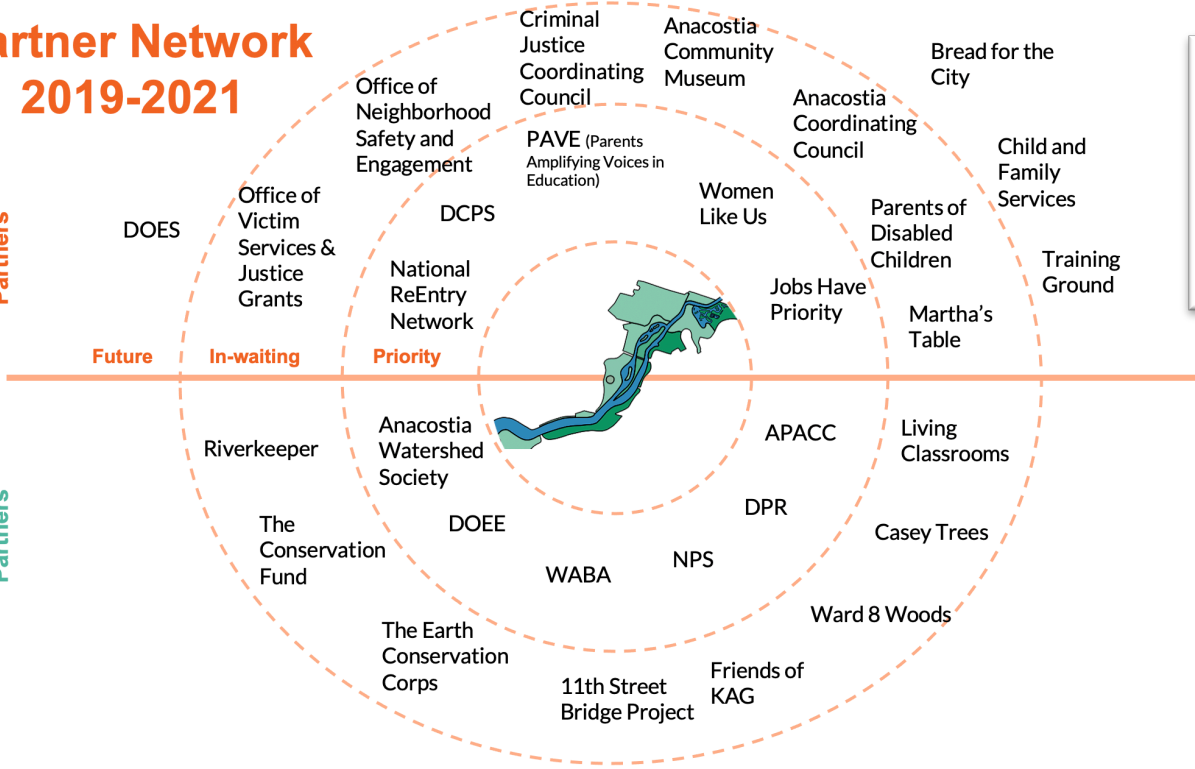 artner Network
2019-2021
Criminal
Justice
Coordinating
Council
Anacostia
Community
Museum
Bread for the
City
Office of
Neighborhood
Safety and
Engagement
Anacostia
Coordinating
Council
PAVE (Parents
Amplifying Voices in
Education)
Child and
Family
Services
Office of
Victim
Services &
Justice
Grants
DOES
DCPS
Women
Like Us
Parents of
Disabled
Children
Training
Ground
National
ReEntry
Network
Jobs Have
Priority
Martha's
Table
Partners
Future
In-waiting
Priority
Riverkeeper
Anacostia
Watershed
Society
APACC
Living
Classrooms
Partners
The
Conservation
Fund
DOEE
DPR
Casey Trees
WABA
NPS
Ward 8 Woods
The Earth
Conservation
Corps
11th Street
Bridge Project
Friends of
KAG